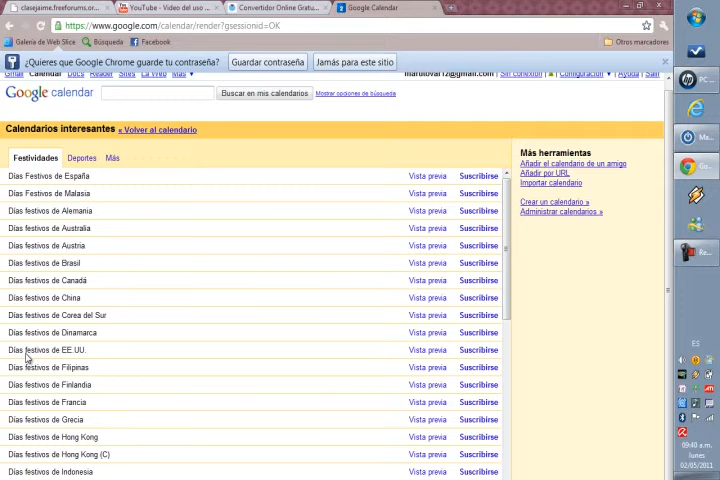 clasejaime.freeforums.or...
YouTube - Video del uso ...
Convertidor Online Gratu...
Google Calendar
https://www.google.com/calendar/render?gsessionid=OK
Galería de Web Slice
Búsqueda
Facebook
Otros marcadores
¿Quieres que Google Chrome guarde tu contraseña?
Guardar contraseña
Jamás para este sitio
Gmail Calendar Docs Reader Sites La Web Más
Sin conexión
Configuración
Ayuda
Salir
Google calendar
Buscar en mis calendarios
Mostrar opciones de búsqueda
Calendarios interesantes « Volver al calendario
Festividades Deportes Más
Días Festivos de España Vista previa Suscribirse
Días Festivos de Malasia Vista previa Suscribirse
Días festivos de Alemania Vista previa Suscribirse
Días festivos de Australia Vista previa Suscribirse
Días festivos de Austria Vista previa Suscribirse
Días festivos de Brasil Vista previa Suscribirse
Días festivos de Canadá Vista previa Suscribirse
Días festivos de China Vista previa Suscribirse
Días festivos de Corea del Sur Vista previa Suscribirse
Días festivos de Dinamarca Vista previa Suscribirse
Días festivos de EE.UU. Vista previa Suscribirse
Días festivos de Filipinas Vista previa Suscribirse
Días festivos de Finlandia Vista previa Suscribirse
Días festivos de Francia Vista previa Suscribirse
Días festivos de Grecia Vista previa Suscribirse
Días festivos de Hong Kong Vista previa Suscribirse
Días festivos de Hong Kong (C) Vista previa Suscribirse
Días festivos de Indonesia Vista previa Suscribirse
Más herramientas
Añadir el calendario de un amigo
Añadir por URL
Importar calendario
Crear un calendario »
Administrar calendarios »
PC ...
Ma...
Go...
Re...
ES
09:40 a.m.
lunes
02/05/2011